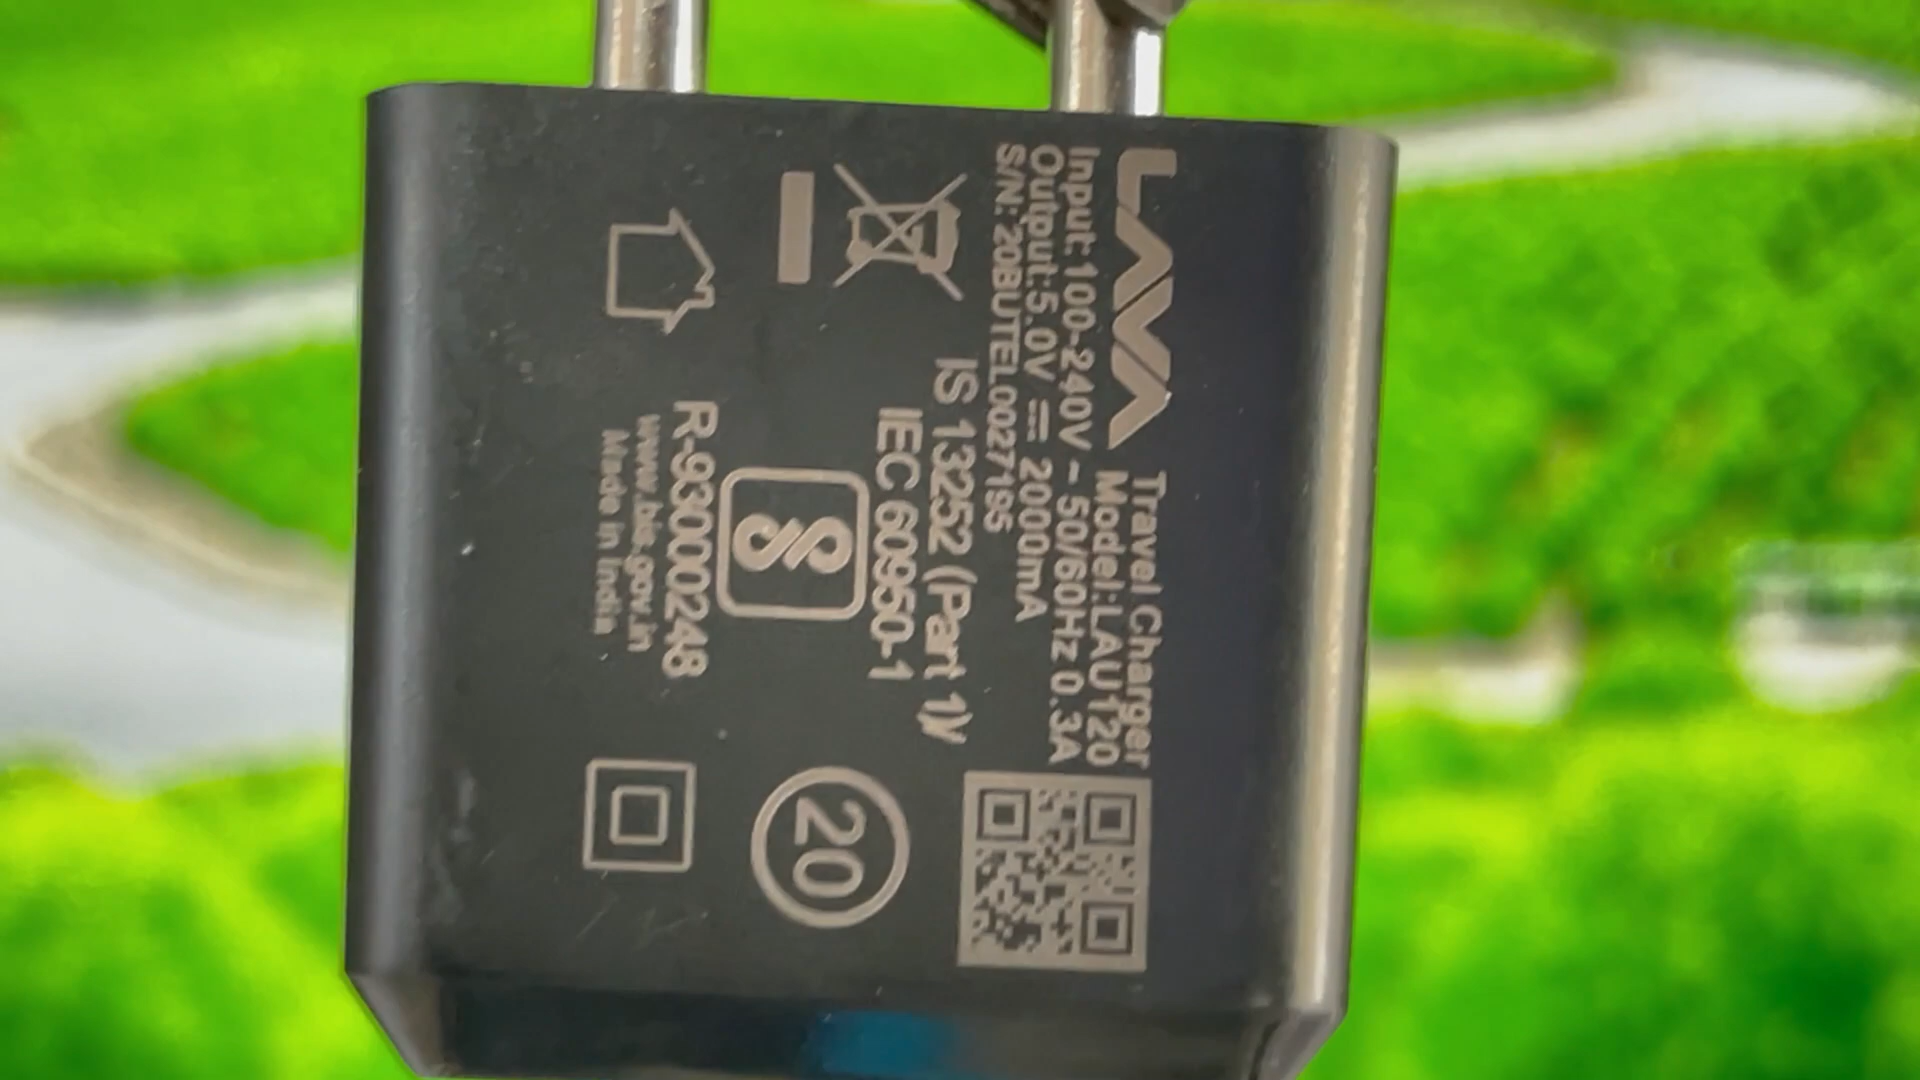 LAVA
Travel Charger
Model:LAU120
Input:100-240V~50/60Hz 0.3A
Output:5.0V ⎓ 2000mA
S/N: 20BUTEL0027195
IS 13252 (Part 1)/
IEC 60950-1
R-93000248
www.bis.gov.in
Made in India
20